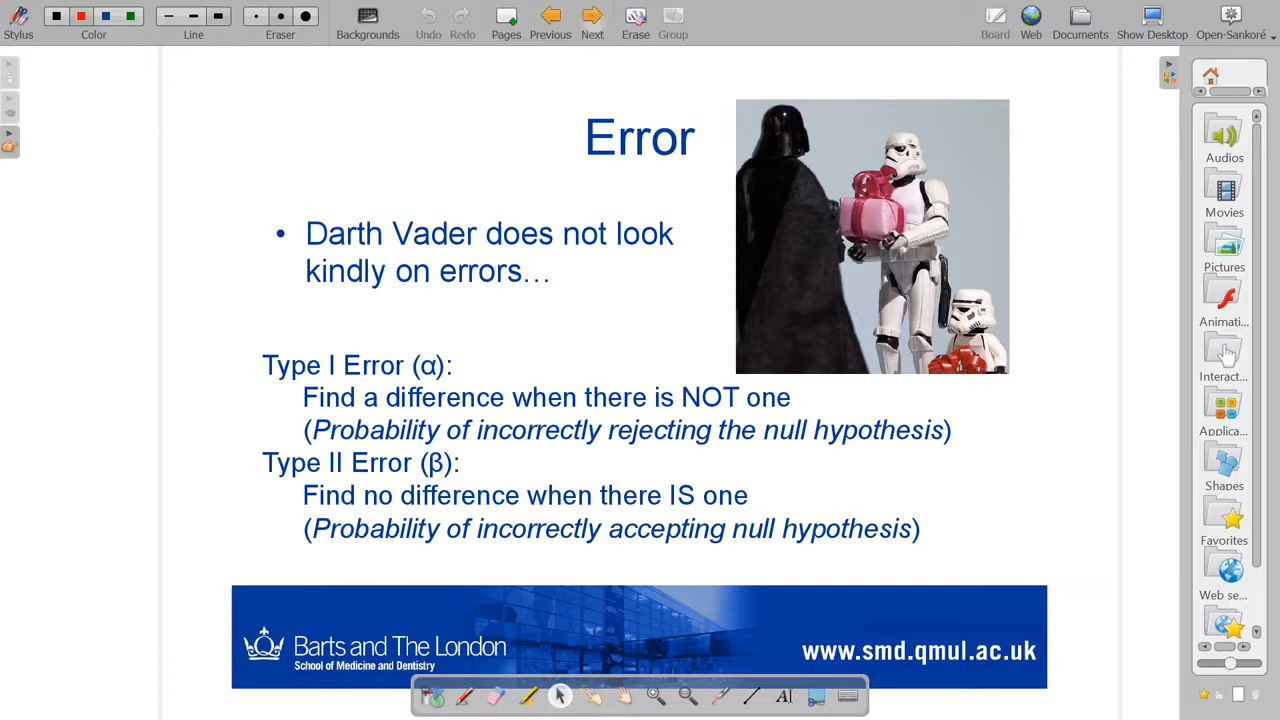 Stylus
Color
Line
Eraser
Backgrounds
Undo
Redo
Pages
Previous
Next
Erase
Group
Board
Web
Documents
Show Desktop
Open-Sankoré
Error
• Darth Vader does not look
kindly on errors…
Type I Error (α):
Find a difference when there is NOT one
(Probability of incorrectly rejecting the null hypothesis)
Type II Error (β):
Find no difference when there IS one
(Probability of incorrectly accepting null hypothesis)
Barts and The London
School of Medicine and Dentistry
www.smd.qmul.ac.uk
Audios
Movies
Pictures
Animati...
Interact...
Applica...
Shapes
Favorites
Web se...
AI